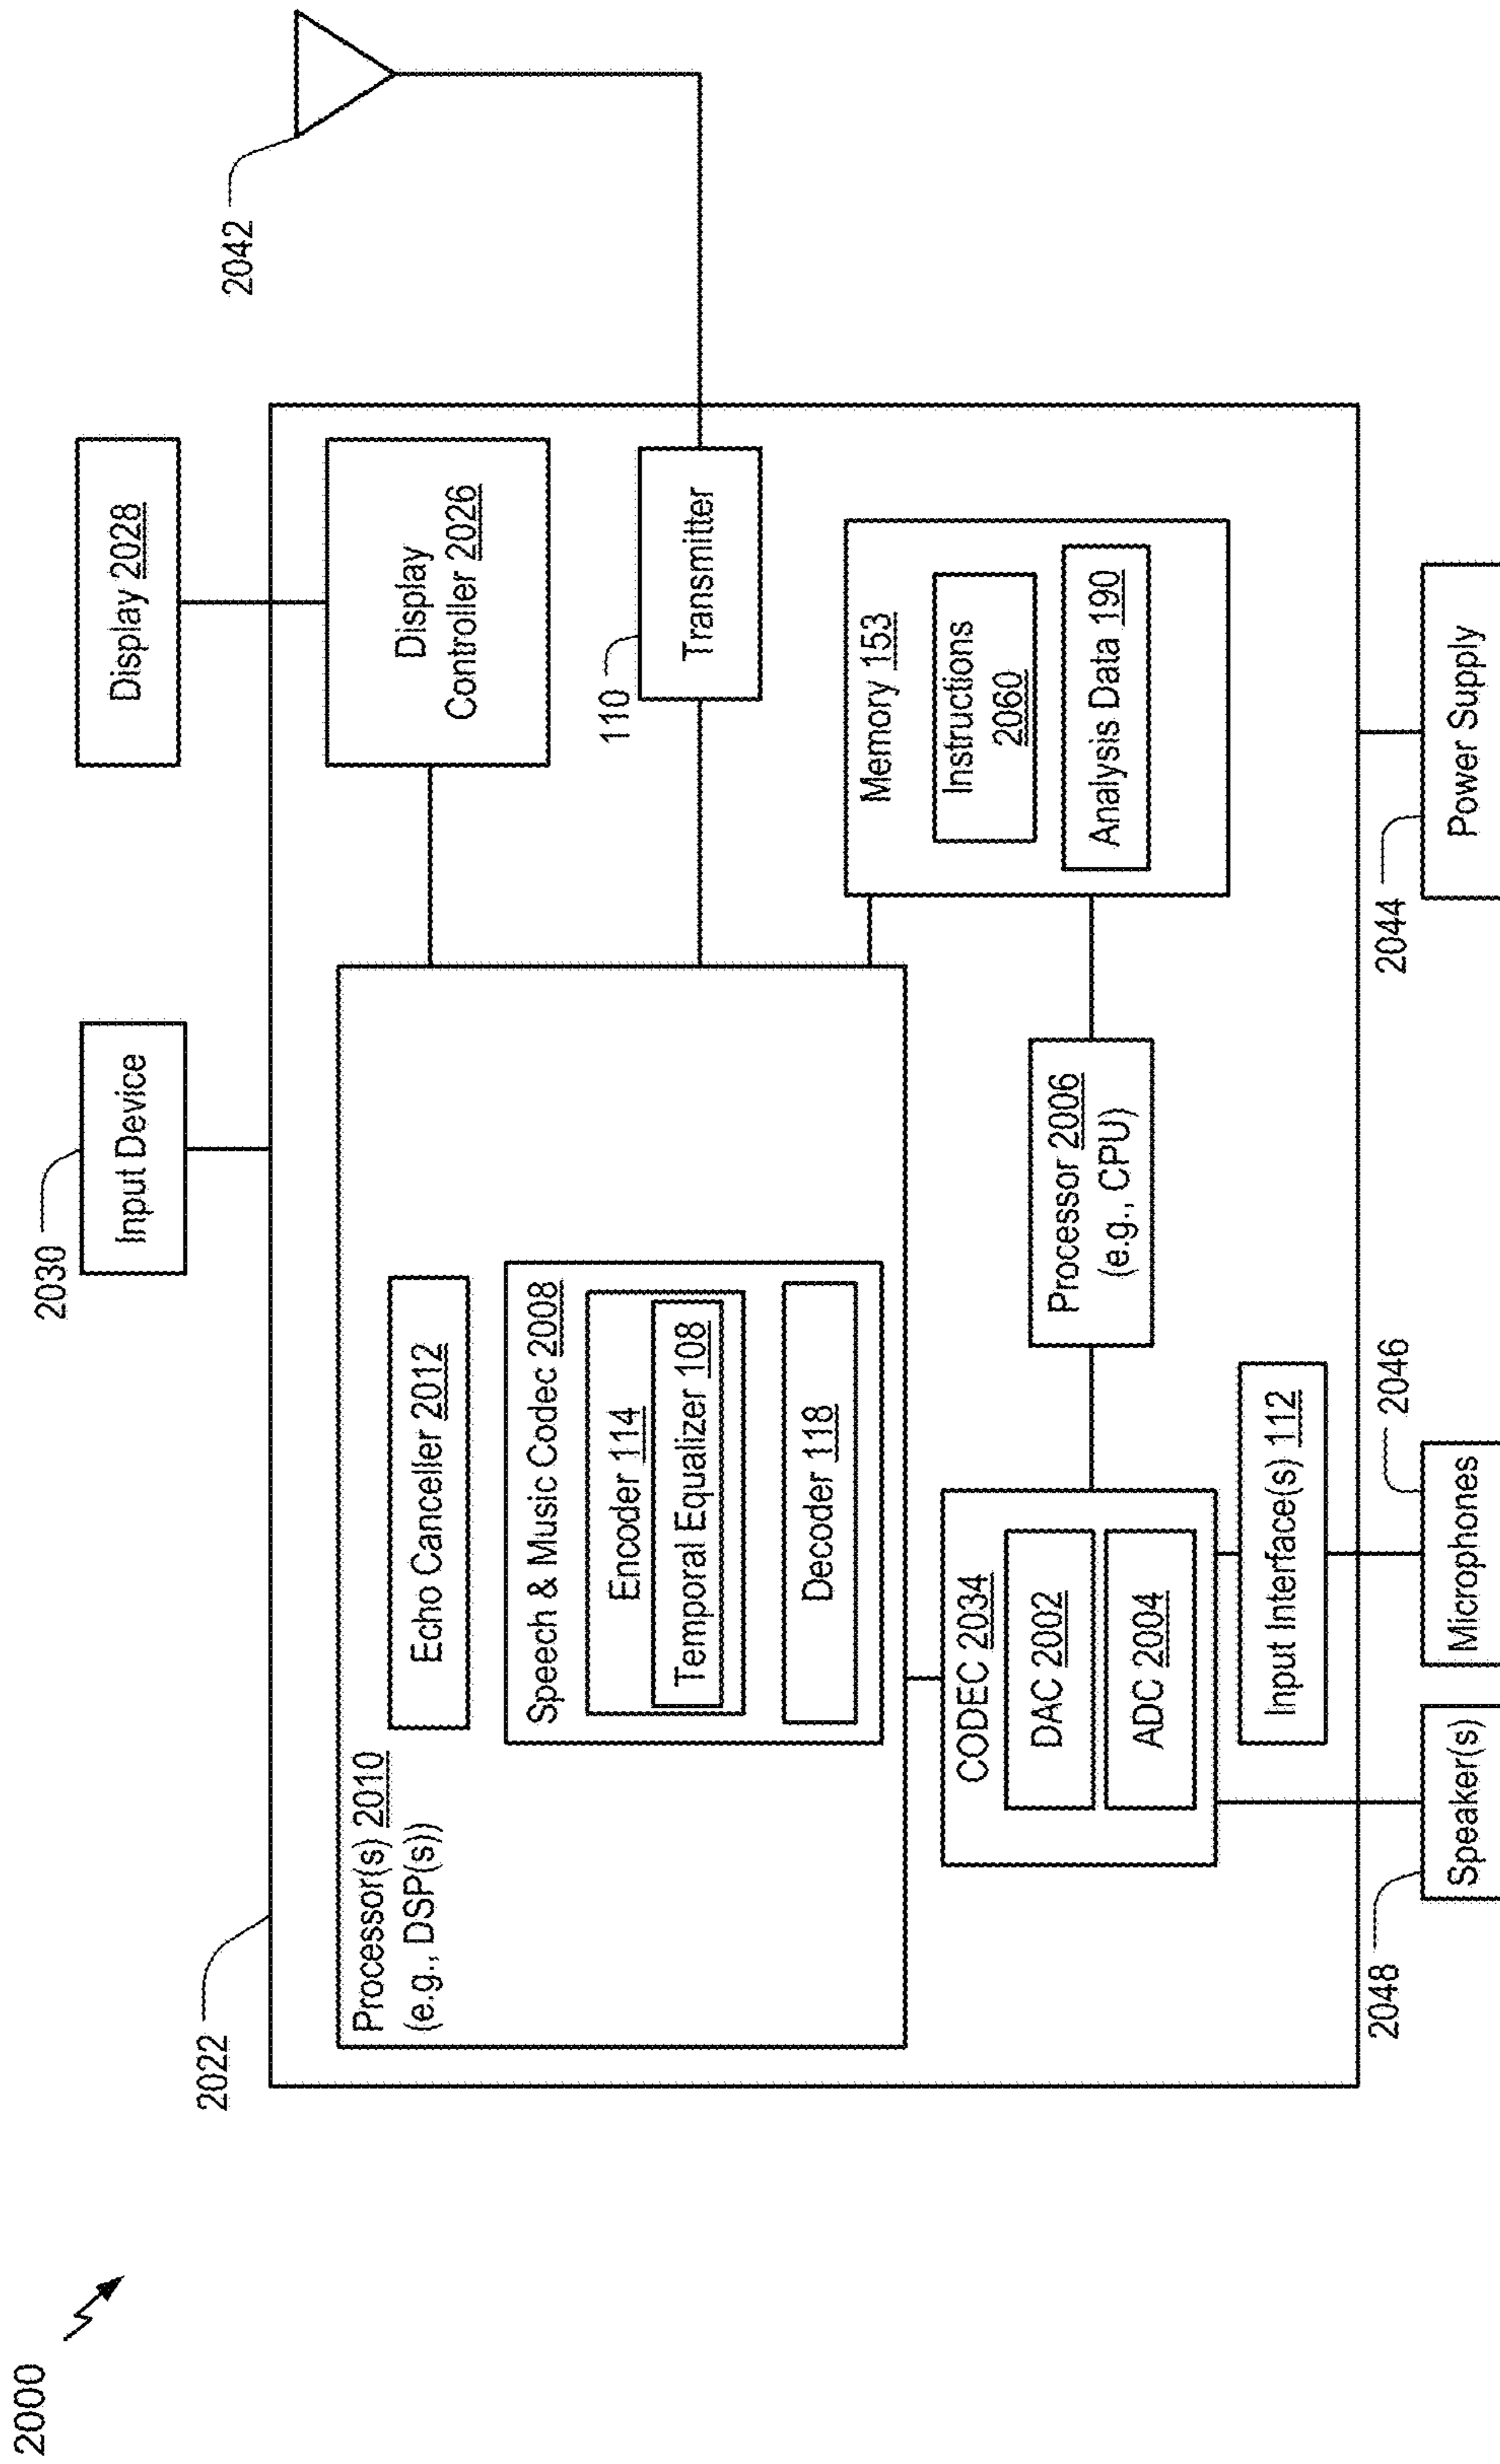 2000
2030
Input Device
Display 2028
2042
2022
Processor(s) 2010
(e.g., DSP(s))
Echo Canceller 2012
Speech & Music Codec 2008
Encoder 114
Temporal Equalizer 108
Decoder 118
Display
Controller 2026
110
Transmitter
Memory 153
Instructions
2060
Analysis Data 190
CODEC 2034
DAC 2002
ADC 2004
Processor 2006
(e.g., CPU)
Input Interface(s) 112
2048
Speaker(s)
2046
Microphones
2044
Power Supply